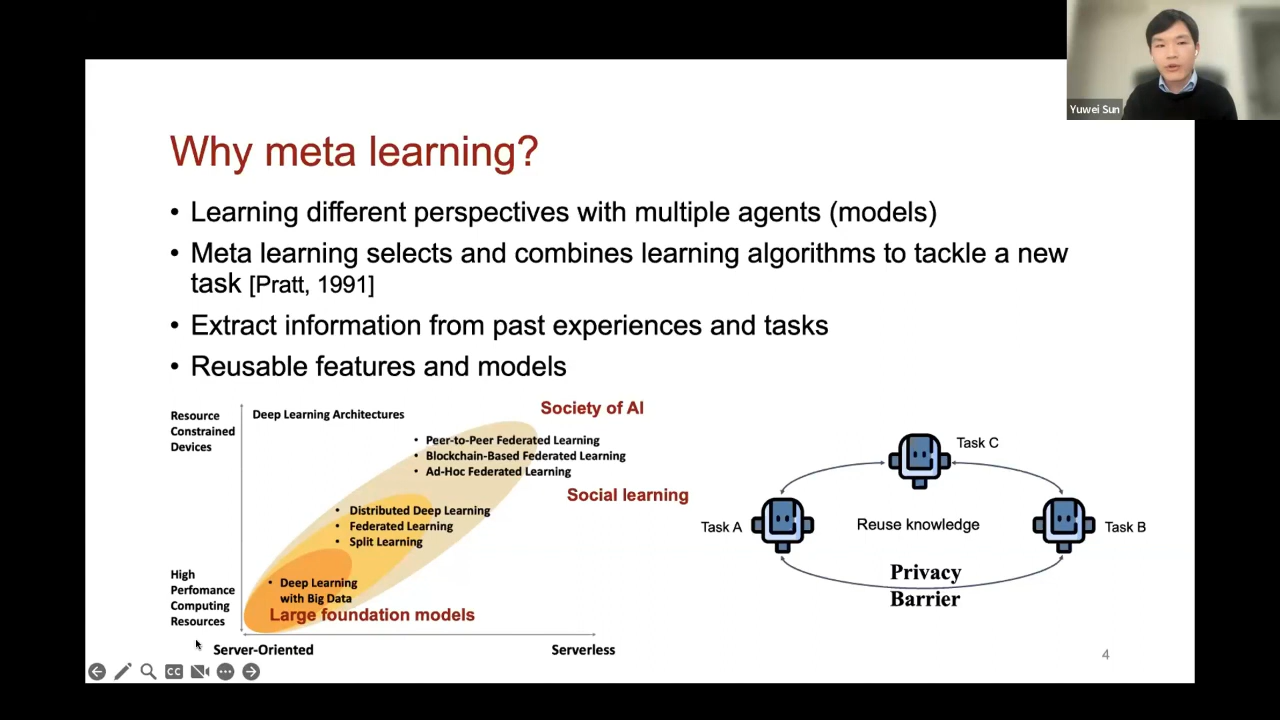 Yuwei Sun
Why meta learning?
• Learning different perspectives with multiple agents (models)
• Meta learning selects and combines learning algorithms to tackle a new
task [Pratt, 1991]
• Extract information from past experiences and tasks
• Reusable features and models
Resource
Constrained
Devices
Deep Learning Architectures
Society of AI
• Peer-to-Peer Federated Learning
• Blockchain-Based Federated Learning
• Ad-Hoc Federated Learning
Social learning
• Distributed Deep Learning
• Federated Learning
• Split Learning
High
Perfomance
Computing
Resources
• Deep Learning
with Big Data
Large foundation models
Server-Oriented
Serverless
Task C
Task A
Reuse knowledge
Task B
Privacy
Barrier
4
CC